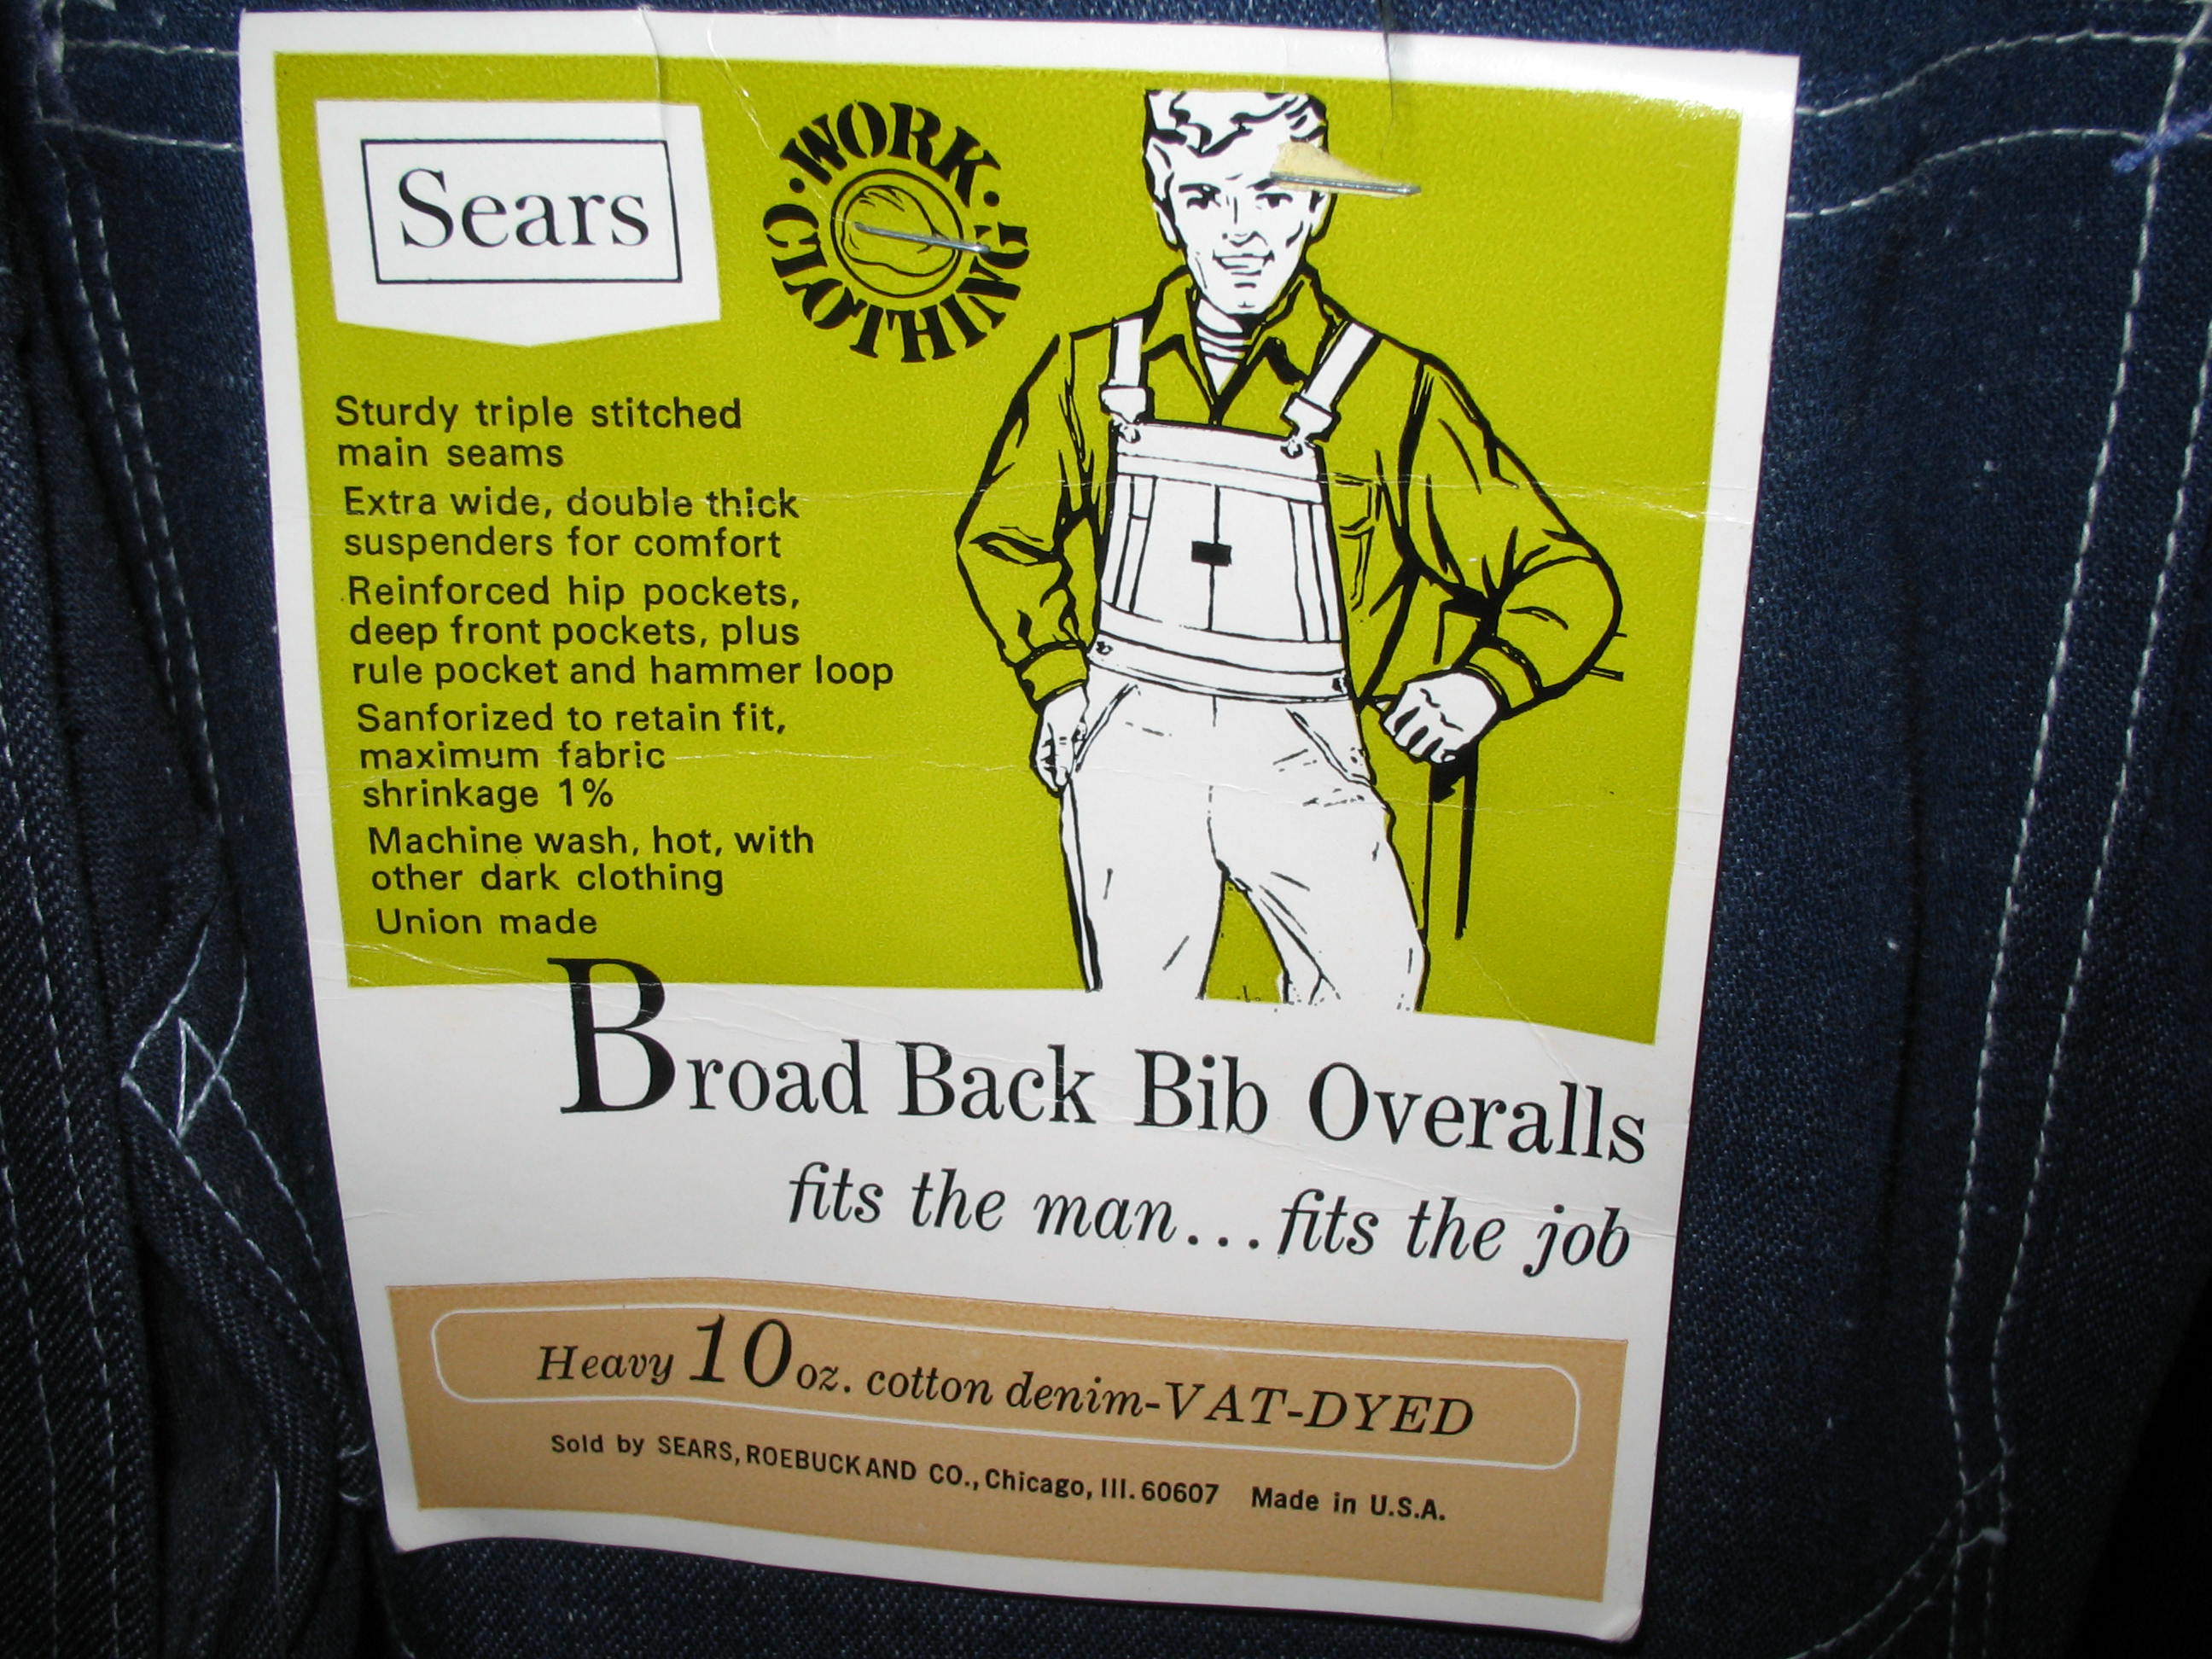 Sears
WORK
CLOTHING
Sturdy triple stitched
main seams
Extra wide, double thick
suspenders for comfort
Reinforced hip pockets,
deep front pockets, plus
rule pocket and hammer loop
Sanforized to retain fit,
maximum fabric
shrinkage 1%
Machine wash, hot, with
other dark clothing
Union made
Broad Back Bib Overalls
fits the man...fits the job
Heavy 10 oz. cotton denim-VAT-DYED
Sold by SEARS, ROEBUCK AND CO., Chicago, Ill. 60607 Made in U.S.A.